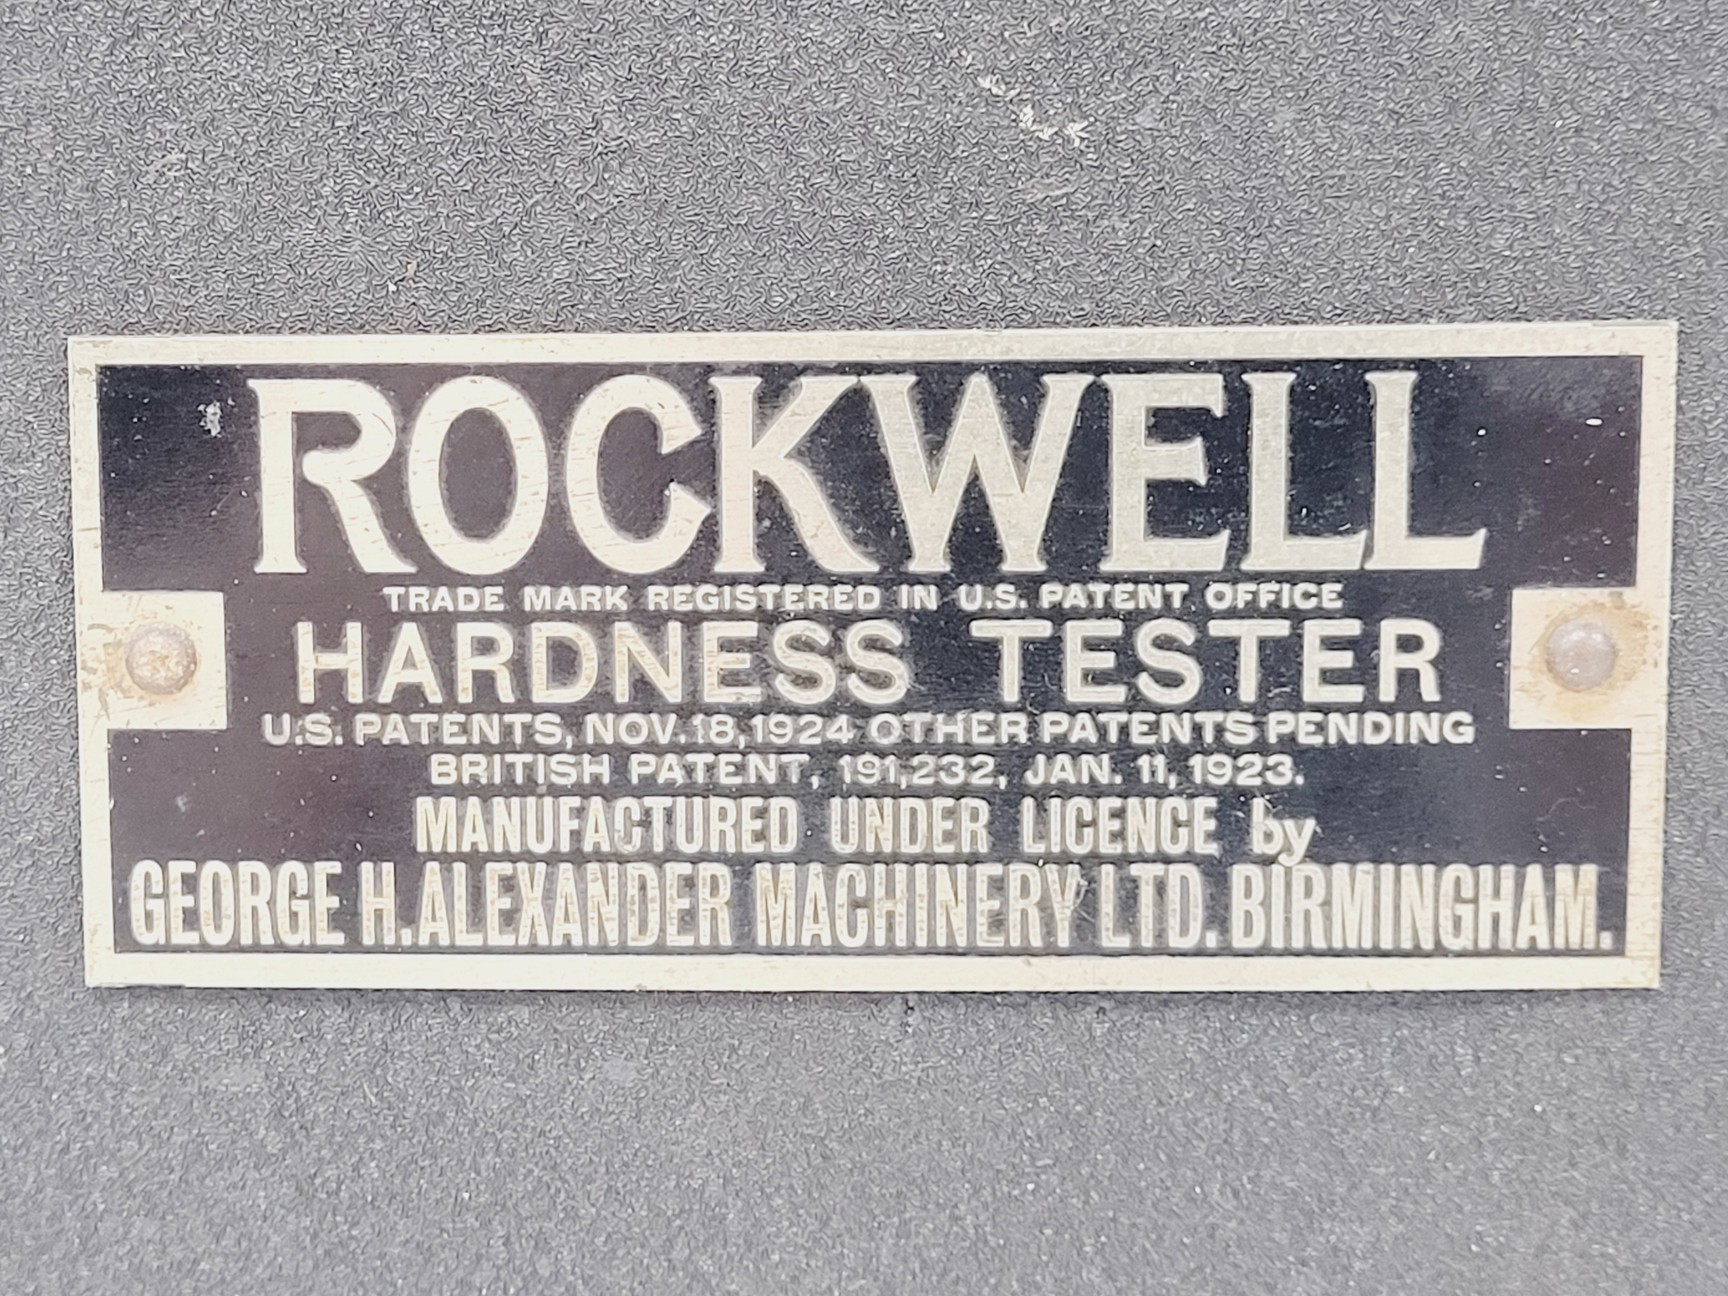 ROCKWELL
TRADE MARK REGISTERED IN U.S. PATENT OFFICE
HARDNESS TESTER
U.S. PATENTS, NOV. 18, 1924 OTHER PATENTS PENDING
BRITISH PATENT, 191,232, JAN. 11, 1923.
MANUFACTURED UNDER LICENCE by
GEORGE H. ALEXANDER MACHINERY LTD. BIRMINGHAM.